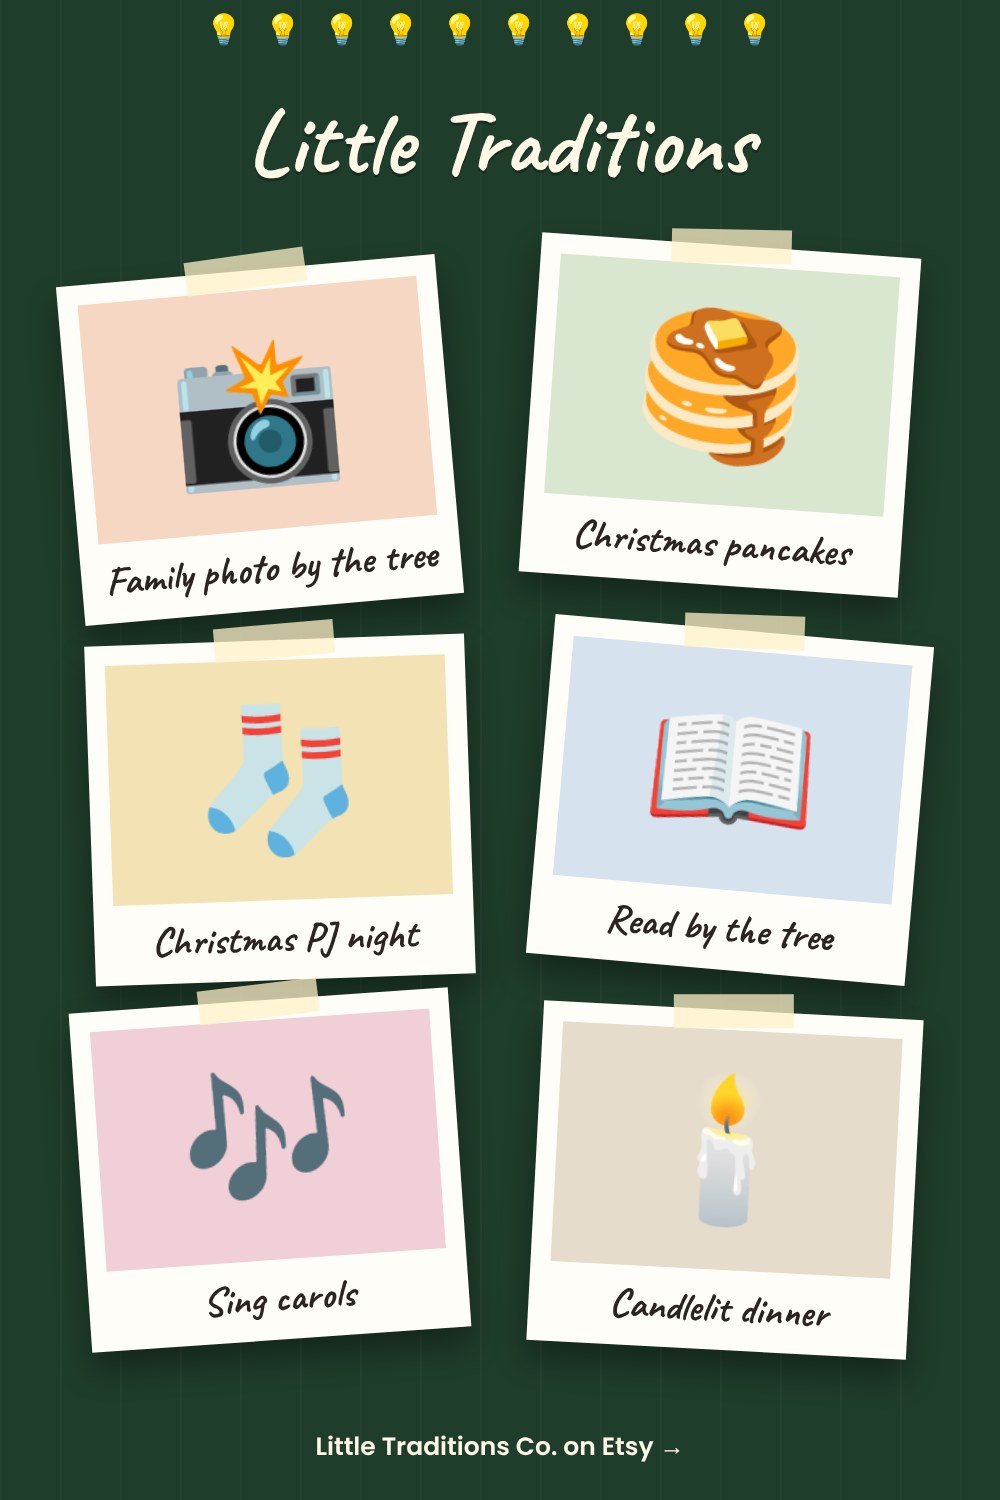 Little Traditions
Family photo by the tree
Christmas pancakes
Christmas PJ night
Read by the tree
Sing carols
Candlelit dinner
Little Traditions Co. on Etsy →